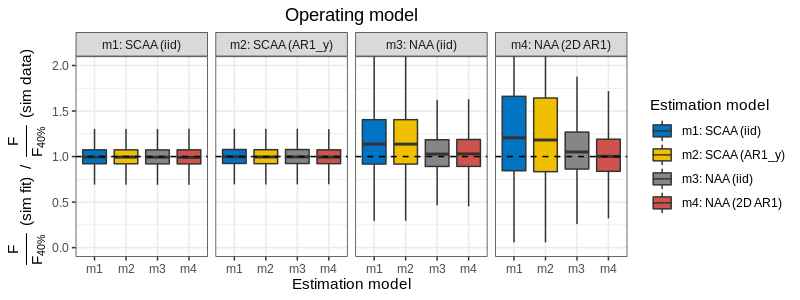 Operating model
m1: SCAA (iid)
m2: SCAA (AR1_y)
m3: NAA (iid)
m4: NAA (2D AR1)
F / F40% (sim fit) / F / F40% (sim data)
2.0
1.5
1.0
0.5
0.0
m1 m2 m3 m4
m1 m2 m3 m4
m1 m2 m3 m4
m1 m2 m3 m4
Estimation model
Estimation model
m1: SCAA (iid)
m2: SCAA (AR1_y)
m3: NAA (iid)
m4: NAA (2D AR1)